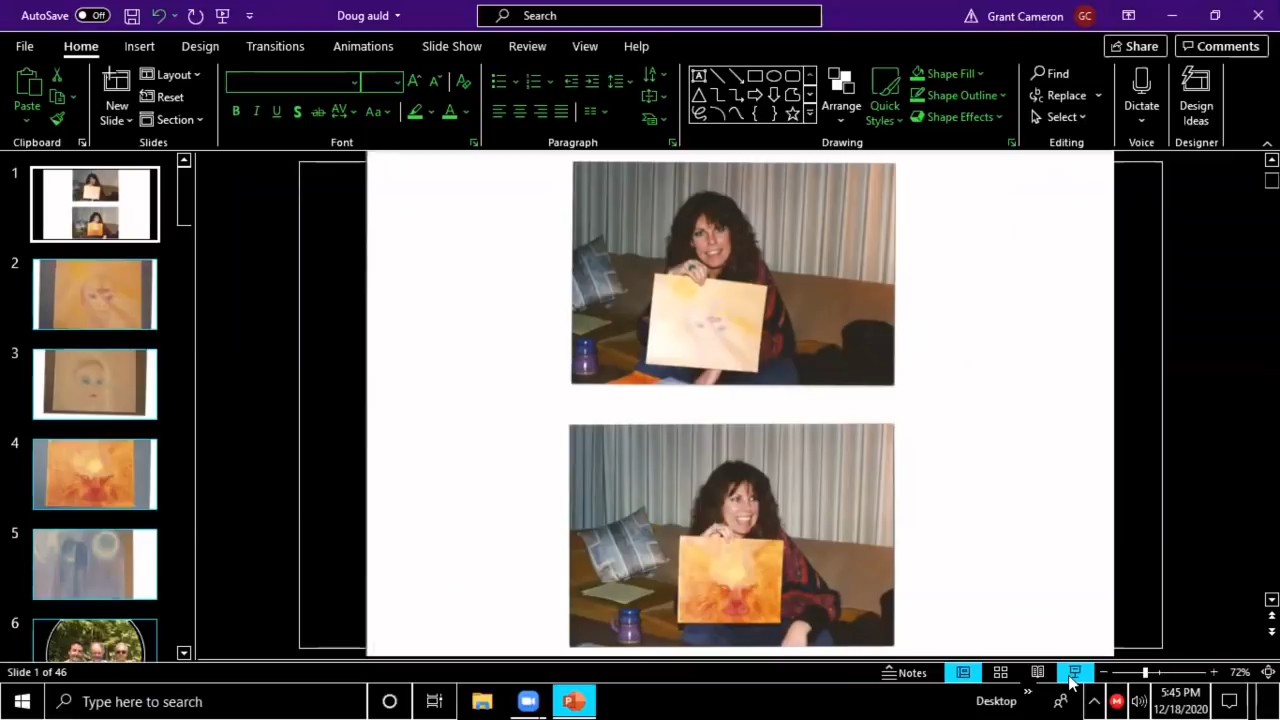 AutoSave Off Doug auld Search Grant Cameron GC
File Home Insert Design Transitions Animations Slide Show Review View Help Share Comments
Paste New Slide Layout Reset Section Arrange Quick Styles Shape Fill Shape Outline Shape Effects Find Replace Select Dictate Design Ideas
Clipboard Slides Font Paragraph Drawing Editing Voice Designer
1
2
3
4
5
6
Slide 1 of 46 Notes 72%
Type here to search Desktop 5:45 PM
12/18/2020